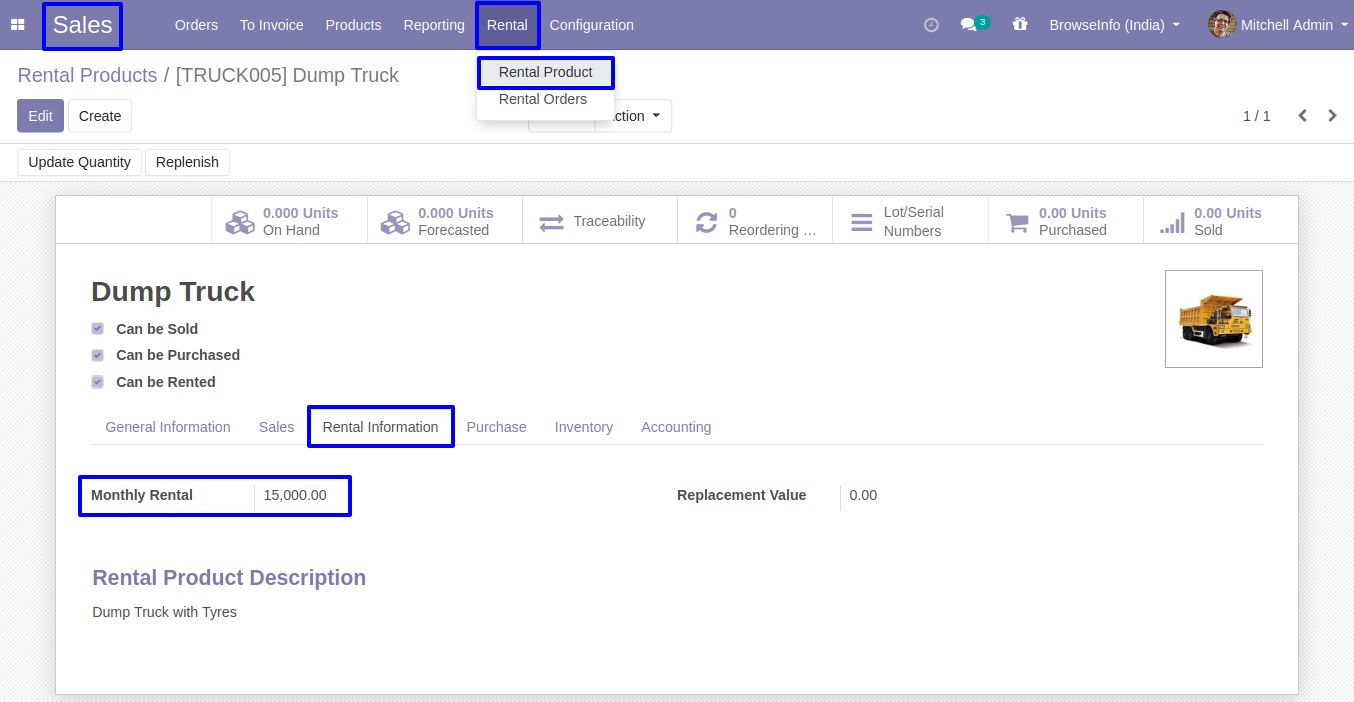 Sales Orders To Invoice Products Reporting Rental Configuration 3 BrowseInfo (India) Mitchell Admin
Rental Product
Rental Orders
Rental Products / [TRUCK005] Dump Truck
Edit Create ction 1 / 1
Update Quantity Replenish
0.000 Units
On Hand
0.000 Units
Forecasted
Traceability
0
Reordering ...
Lot/Serial
Numbers
0.00 Units
Purchased
0.00 Units
Sold
Dump Truck
Can be Sold
Can be Purchased
Can be Rented
General Information Sales Rental Information Purchase Inventory Accounting
Monthly Rental 15,000.00 Replacement Value 0.00
Rental Product Description
Dump Truck with Tyres